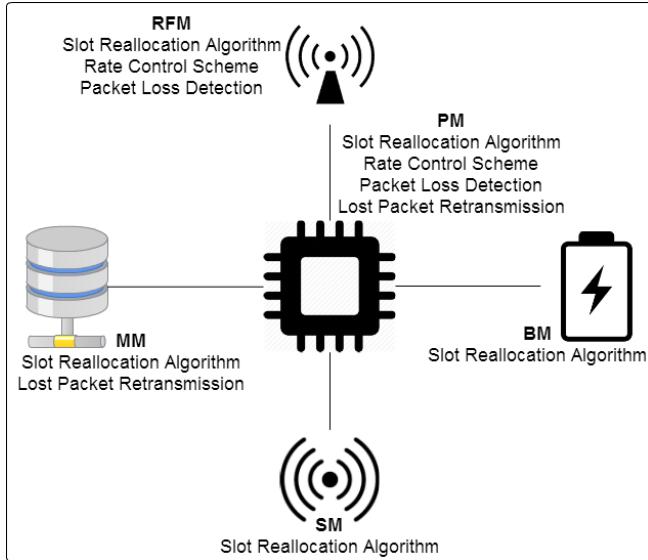 RFM
Slot Reallocation Algorithm
Rate Control Scheme
Packet Loss Detection
PM
Slot Reallocation Algorithm
Rate Control Scheme
Packet Loss Detection
Lost Packet Retransmission
MM
Slot Reallocation Algorithm
Lost Packet Retransmission
BM
Slot Reallocation Algorithm
SM
Slot Reallocation Algorithm